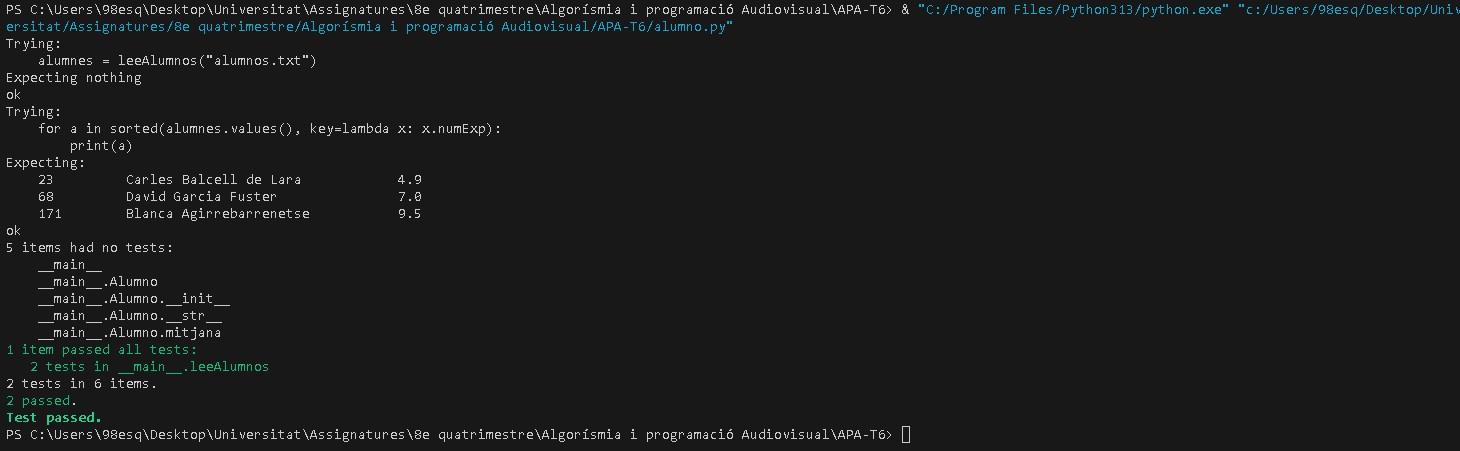 PS C:\Users\98esq\Desktop\Universitat\Assignatures\8e quatrimestre\Algorísmia i programació Audiovisual\APA-T6> & "C:/Program Files/Python313/python.exe" "c:/Users/98esq/Desktop/Univ
ersitat/Assignatures/8e quatrimestre/Algorísmia i programació Audiovisual/APA-T6/alumno.py"
Trying:
    alumnes = leeAlumnos("alumnos.txt")
Expecting nothing
ok
Trying:
    for a in sorted(alumnes.values(), key=lambda x: x.numExp):
        print(a)
Expecting:
    23         Carles Balcell de Lara            4.9
    68         David Garcia Fuster               7.0
    171        Blanca Agirrebarrenetse           9.5
ok
5 items had no tests:
    __main__
    __main__.Alumno
    __main__.Alumno.__init__
    __main__.Alumno.__str__
    __main__.Alumno.mitjana
1 item passed all tests:
   2 tests in __main__.leeAlumnos
2 tests in 6 items.
2 passed.
Test passed.
PS C:\Users\98esq\Desktop\Universitat\Assignatures\8e quatrimestre\Algorísmia i programació Audiovisual\APA-T6>